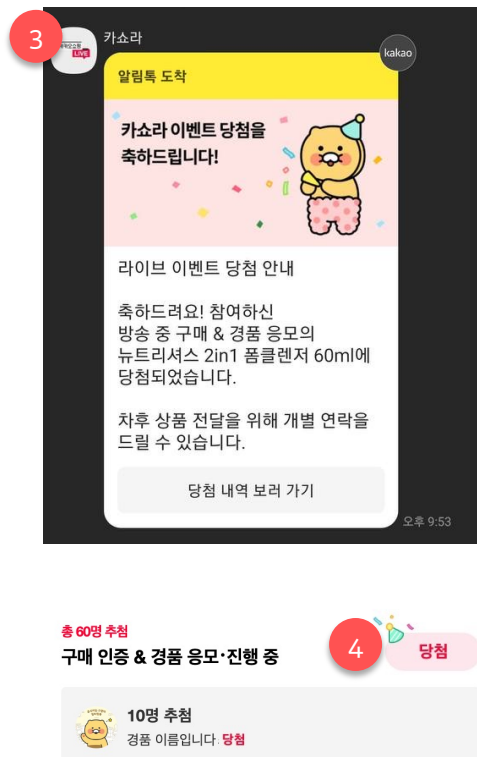 3
카쇼라
LIVE
kakao
알림톡 도착
카쇼라 이벤트 당첨을
축하드립니다!
라이브 이벤트 당첨 안내
축하드려요! 참여하신
방송 중 구매 & 경품 응모의
뉴트리셔스 2in1 폼클렌저 60ml에
당첨되었습니다.
차후 상품 전달을 위해 개별 연락을
드릴 수 있습니다.
당첨 내역 보러 가기
오후 9:53
총 60명 추첨
구매 인증 & 경품 응모·진행 중
4
당첨
10명 추첨
경품 이름입니다. 당첨